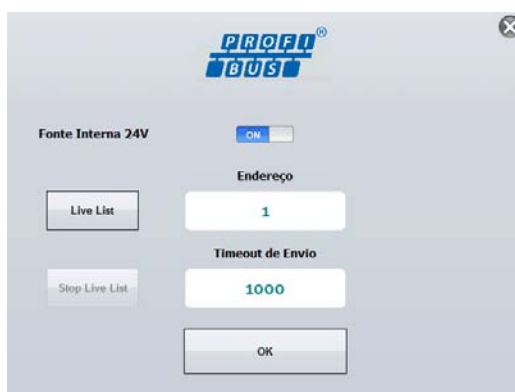 PROFI®
BUS
Fonte Interna 24V
ON
Endereço
Live List
1
Timeout de Envio
Stop Live List
1000
OK